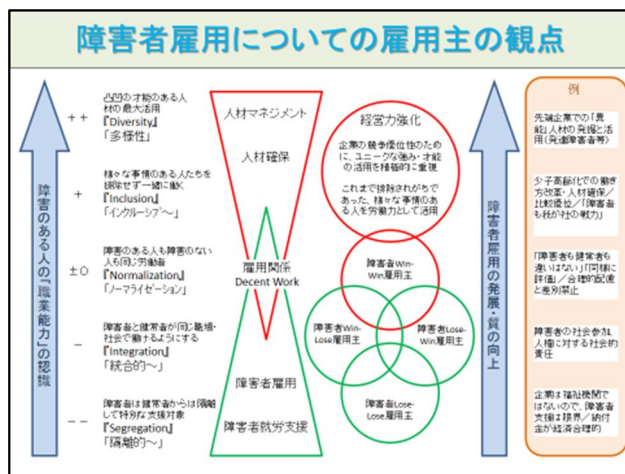 障害者雇用についての雇用主の観点
障害のある人の「職業能力」の認識
++
凸凹の才能のある人
材の最大活用
『Diversity』
「多様性」
+
様々な事情のある人たちを
排除せず一緒に働く
『Inclusion』
「インクルーシブ～」
±0
障害のある人も障害のない
人も同じ労働者
『Normalization』
「ノーマライゼーション」
－
障害者と健常者が同じ職場・
社会で働けるようにする
『Integration』
「統合的～」
－－
障害者は健常者からは隔離
して特別な支援対象
『Segregation』
「隔離的～」
人材マネジメント
人材確保
雇用関係
Decent Work
障害者雇用
障害者就労支援
経営力強化
企業の競争優位性のため
に、ユニークな強み・才能
の活用を積極的に重視
これまで排除されがちで
あった、様々な事情のあ
る人を労働力として活用
障害者Win-
Win雇用主
障害者Win-
Lose雇用主
障害者Lose-
Win雇用主
障害者Lose-
Lose雇用主
障害者雇用の発展・質の向上
例
先端企業での「異
能」人材の発掘と活
用（発達障害者等）
少子高齢化での働き
方改革・人材確保／
比較優位／「障害者
も我が社の戦力」
「障害者も健常者も
違いはない」「同様に
評価」／合理的配慮
と差別禁止
障害者の社会参加、
人権に対する社会的
責任
企業は福祉機関で
はないので、障害者
支援は限界／納付
金が経済合理的